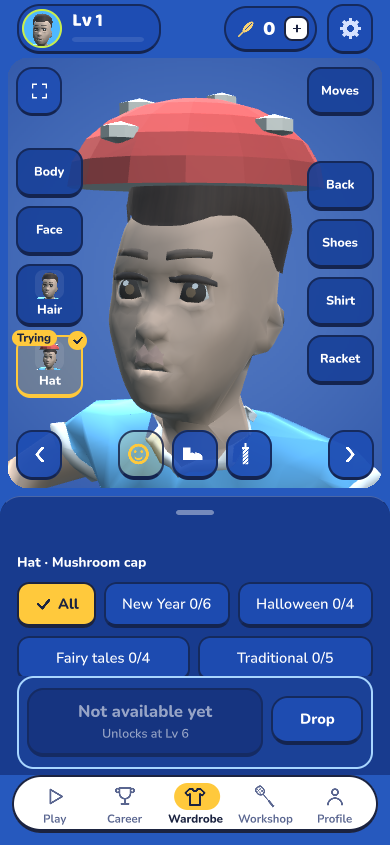 Lv 1
0
+
Moves
Body
Back
Face
Shoes
Hair
Shirt
Trying
Hat
Racket
Hat · Mushroom cap
All
New Year 0/6
Halloween 0/4
Fairy tales 0/4
Traditional 0/5
Not available yet
Unlocks at Lv 6
Drop
Play
Career
Wardrobe
Workshop
Profile